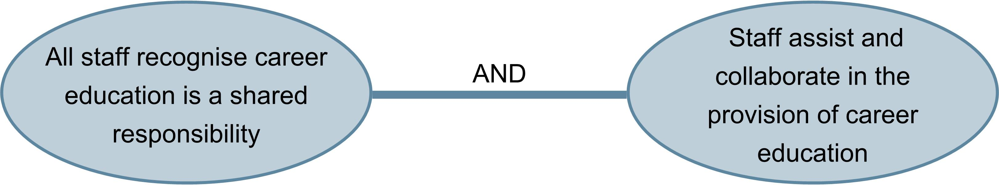 All staff recognise career
education is a shared
responsibility
AND
Staff assist and
collaborate in the
provision of career
education